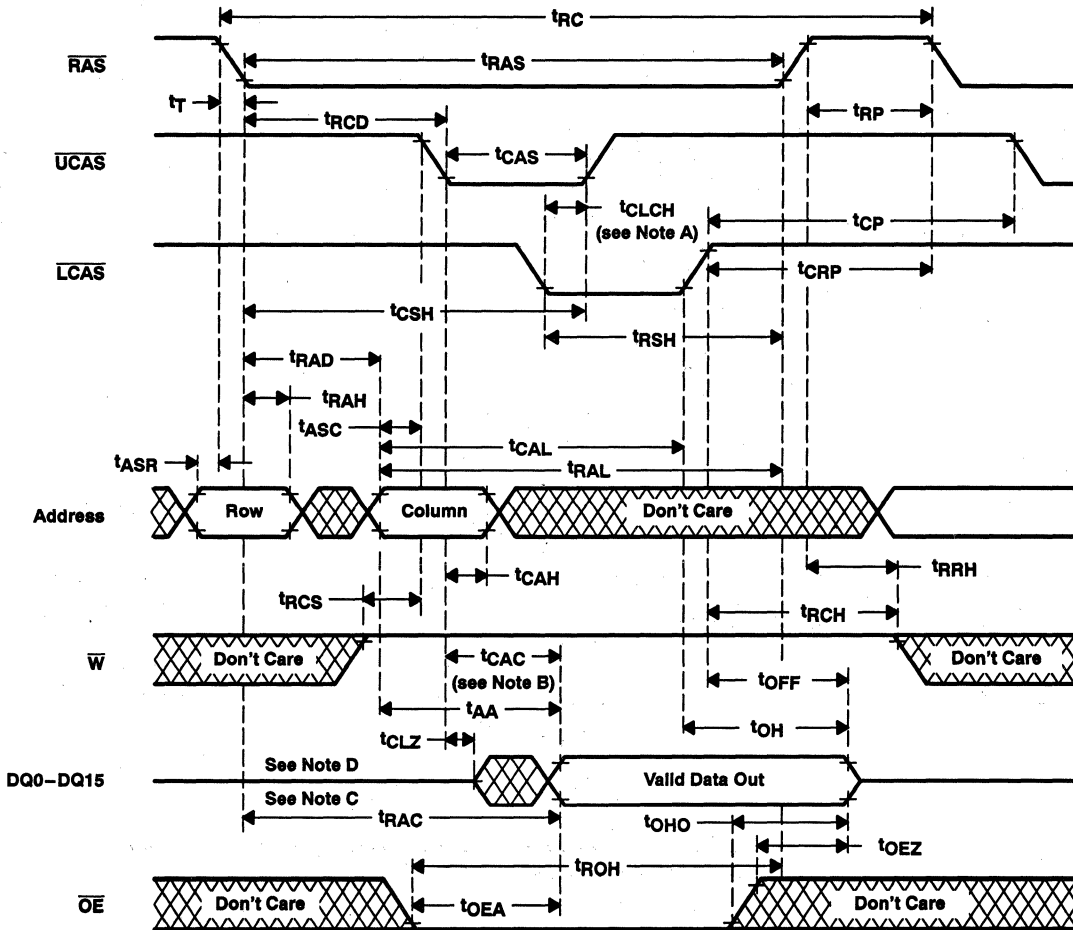 tRC
RAS
tRAS
tT
tRP
tRCD
UCAS
tCAS
tCLCH
(see Note A)
tCP
LCAS
tCRP
tCSH
tRSH
tRAD
tRAH
tASC
tCAL
tASR
tRAL
Address
Row
Column
Don't Care
tCAH
tRRH
tRCS
tRCH
W
Don't Care
tCAC
(see Note B)
Don't Care
tOFF
tAA
tOH
tCLZ
See Note D
DQ0–DQ15
Valid Data Out
See Note C
tRAC
tOHO
tOEZ
tROH
OE
Don't Care
tOEA
Don't Care